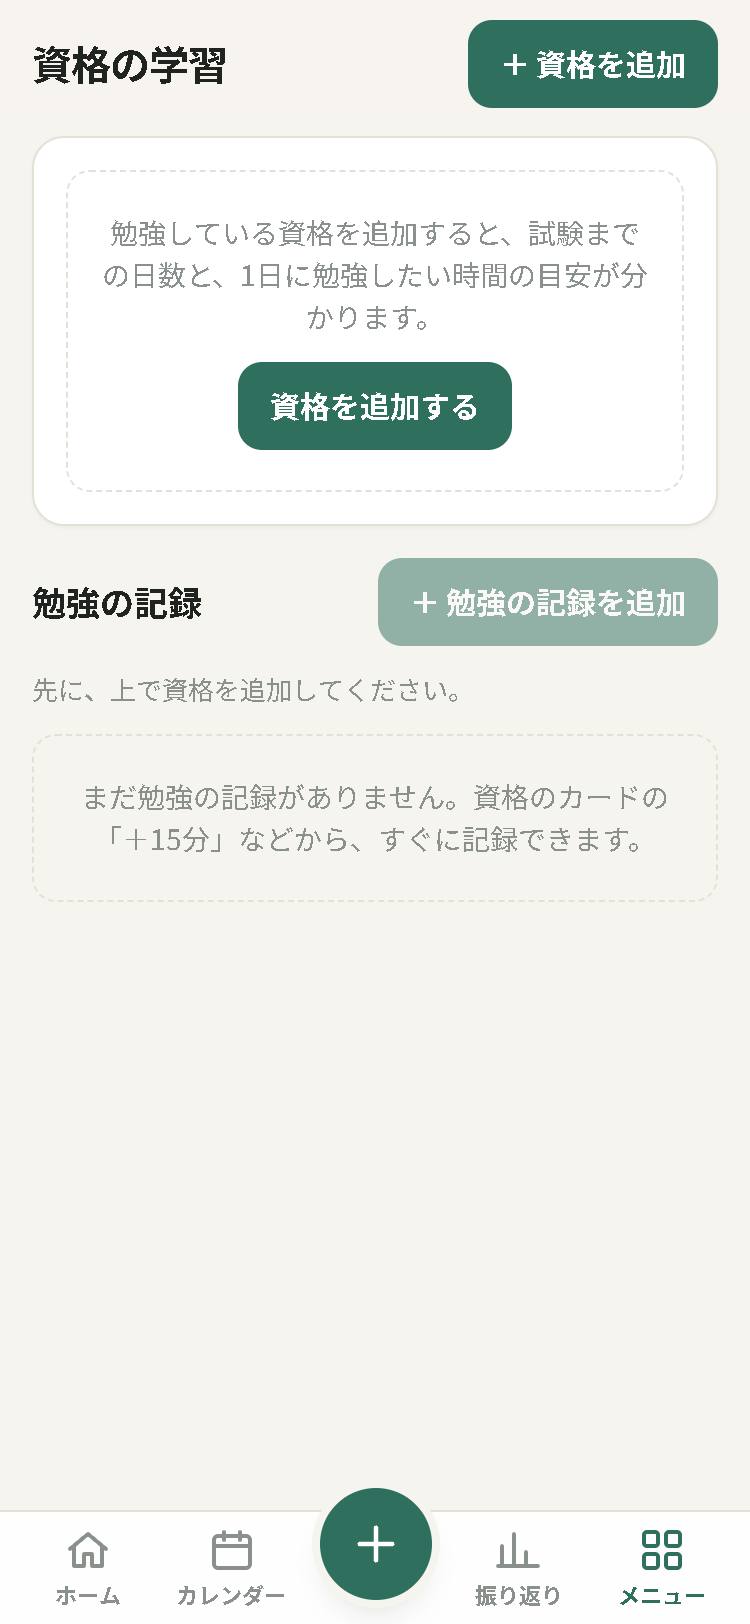 資格の学習
＋ 資格を追加
勉強している資格を追加すると、試験まで
の日数と、1日に勉強したい時間の目安が分
かります。
資格を追加する
勉強の記録
＋ 勉強の記録を追加
先に、上で資格を追加してください。
まだ勉強の記録がありません。資格のカードの
「＋15分」などから、すぐに記録できます。
ホーム
カレンダー
振り返り
メニュー